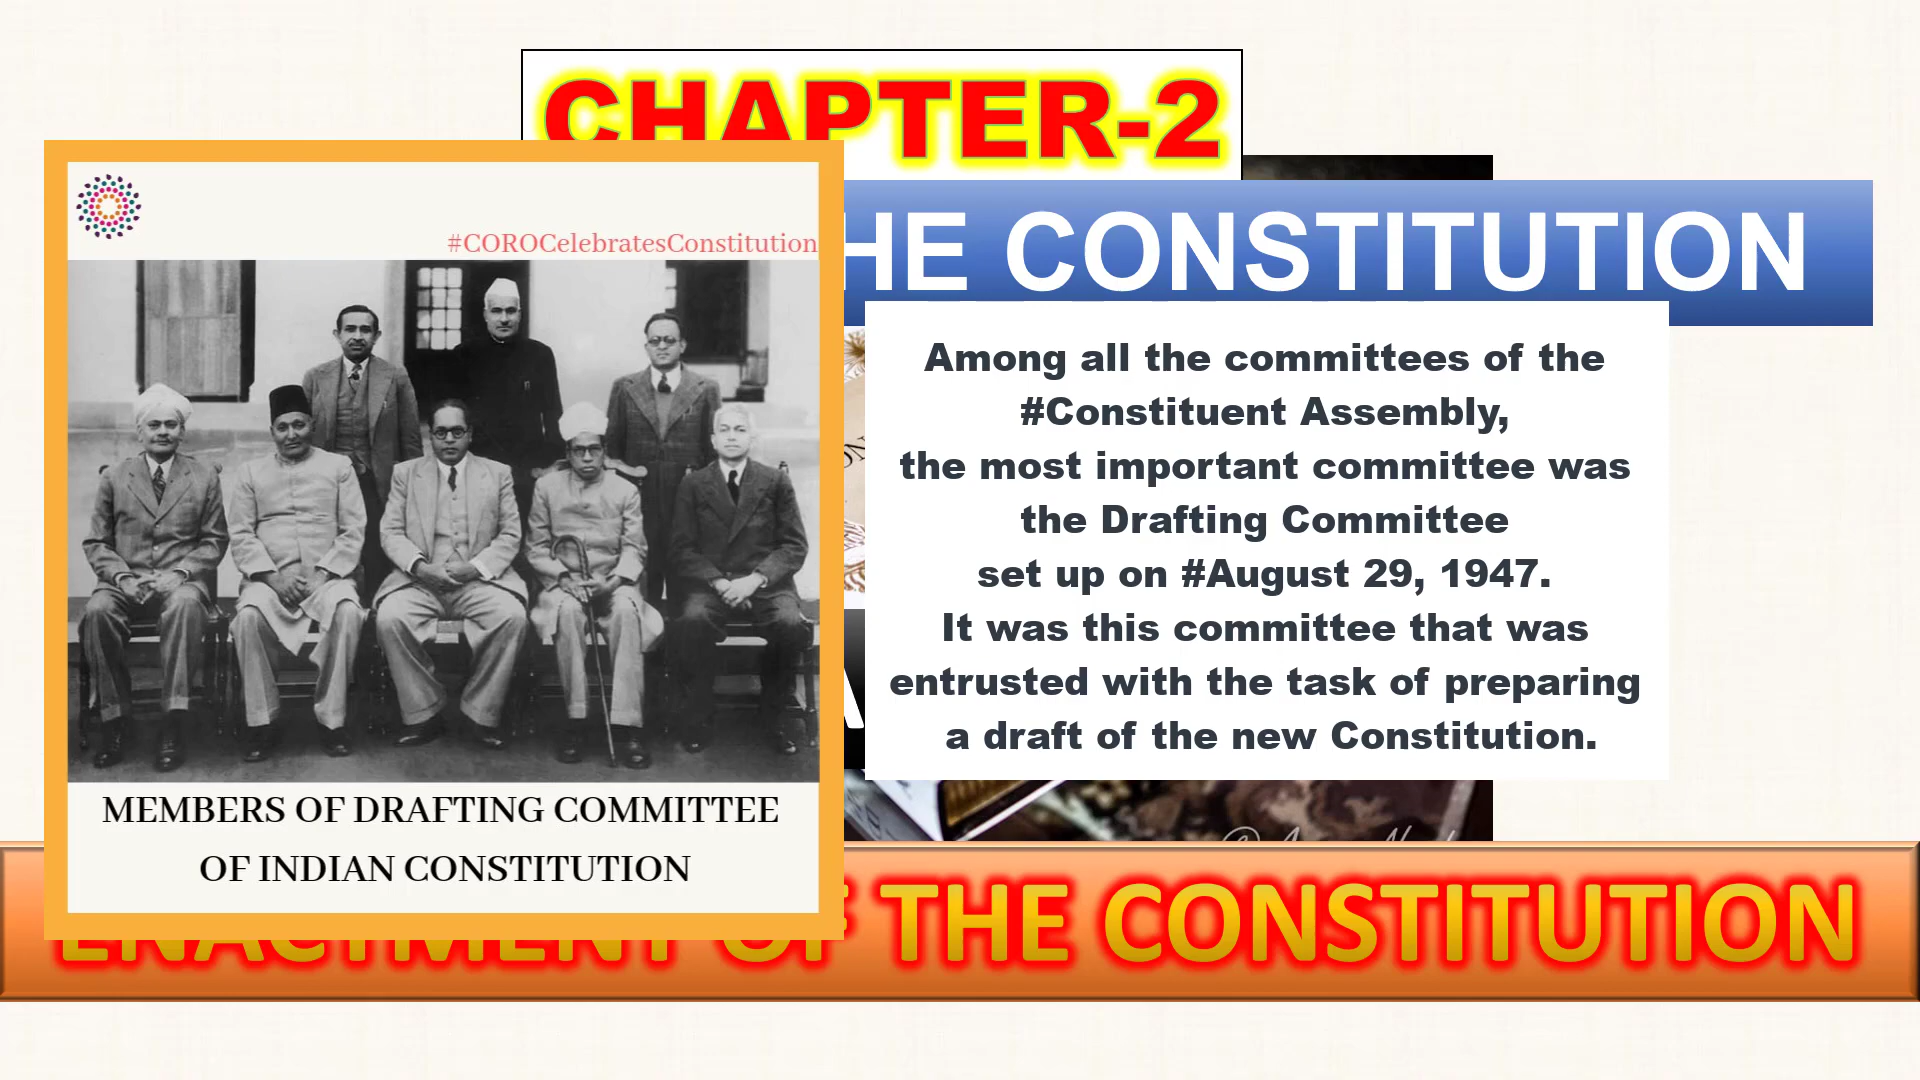 CHAPTER-2
#COROCelebratesConstitution
HE CONSTITUTION
Among all the committees of the
#Constituent Assembly,
the most important committee was
the Drafting Committee
set up on #August 29, 1947.
It was this committee that was
entrusted with the task of preparing
a draft of the new Constitution.
MEMBERS OF DRAFTING COMMITTEE
OF INDIAN CONSTITUTION
ENACTMENT OF THE CONSTITUTION